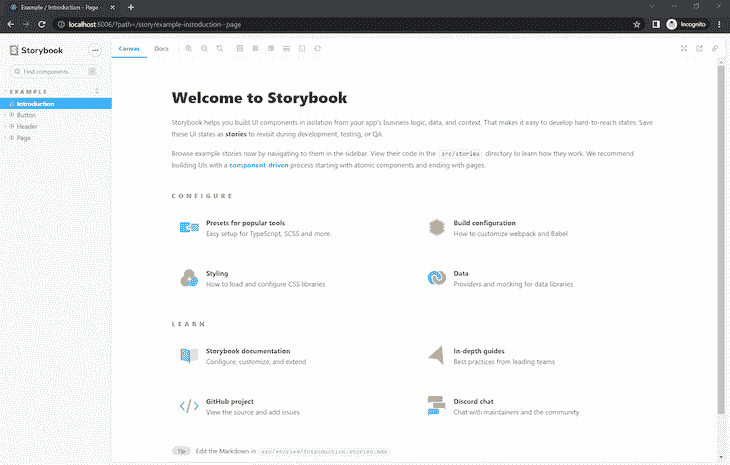 Example / Introduction - Page
Incognito
localhost:6006/?path=/story/example-introduction--page
Storybook
Canvas
Docs
Find components
/
EXAMPLE
Introduction
Button
Header
Page
Welcome to Storybook
Storybook helps you build UI components in isolation from your app's business logic, data, and context. That makes it easy to develop hard-to-reach states. Save
these UI states as stories to revisit during development, testing, or QA.
Browse example stories now by navigating to them in the sidebar. View their code in the src/stories directory to learn how they work. We recommend
building UIs with a component-driven process starting with atomic components and ending with pages.
CONFIGURE
Presets for popular tools
Easy setup for TypeScript, SCSS and more.
Build configuration
How to customize webpack and Babel
Styling
How to load and configure CSS libraries
Data
Providers and mocking for data libraries
LEARN
Storybook documentation
Configure, customize, and extend
In-depth guides
Best practices from leading teams
GitHub project
View the source and add issues
Discord chat
Chat with maintainers and the community
Tip
Edit the Markdown in src/stories/Introduction.stories.mdx